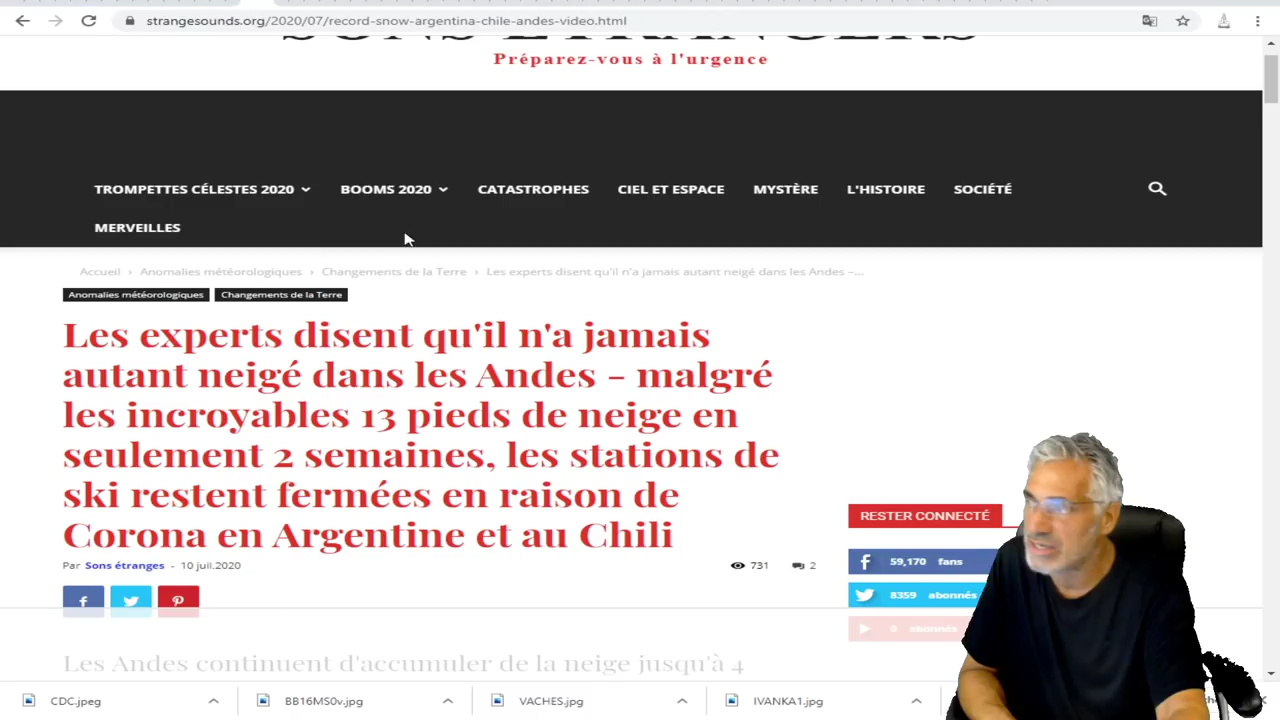 strangesounds.org/2020/07/record-snow-argentina-chile-andes-video.html
SONS ÉTRANGERS
Préparez-vous à l'urgence
TROMPETTES CÉLESTES 2020 BOOMS 2020 CATASTROPHES CIEL ET ESPACE MYSTÈRE L'HISTOIRE SOCIÉTÉ
MERVEILLES
Accueil › Anomalies météorologiques › Changements de la Terre › Les experts disent qu'il n'a jamais autant neigé dans les Andes –...
Anomalies météorologiques Changements de la Terre
Les experts disent qu'il n'a jamais
autant neigé dans les Andes - malgré
les incroyables 13 pieds de neige en
seulement 2 semaines, les stations de
ski restent fermées en raison de
Corona en Argentine et au Chili
Par Sons étranges - 10 juil.2020 731 2
RESTER CONNECTÉ
59,170 fans
8359 abonnés
0 abonnés
Les Andes continuent d'accumuler de la neige jusqu'à 4
CDC.jpeg BB16MS0v.jpg VACHES.jpg IVANKA1.jpg